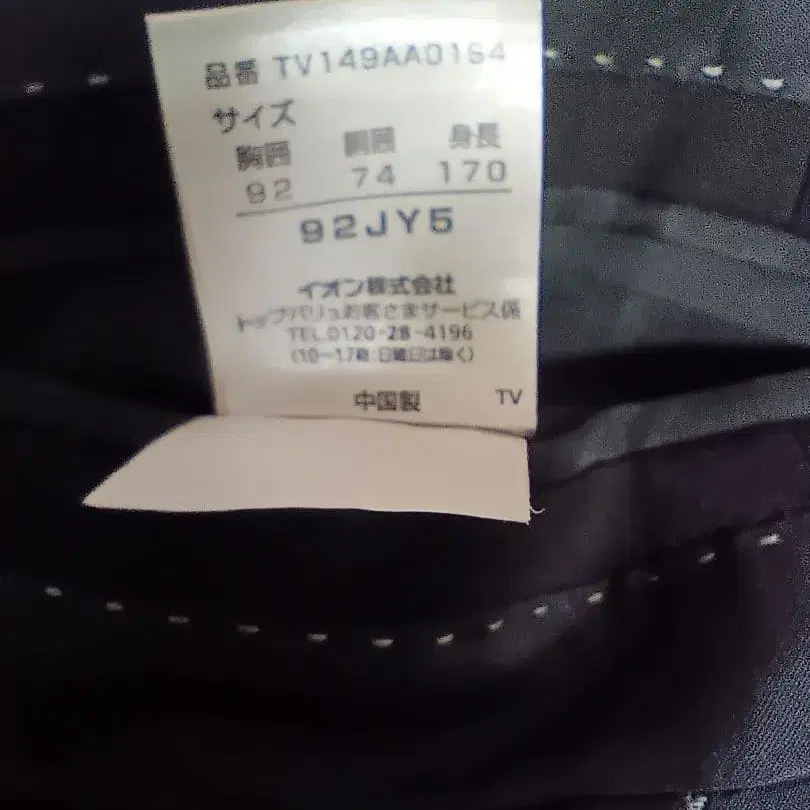 品番 TV149AA01S4
サイズ
胸囲 胴囲 身長
92 74 170
92JY5
イオン株式会社
トップバリュお客さまサービス係
TEL.0120-28-4196
(10-17時:日曜日は除く)
中国製 TV